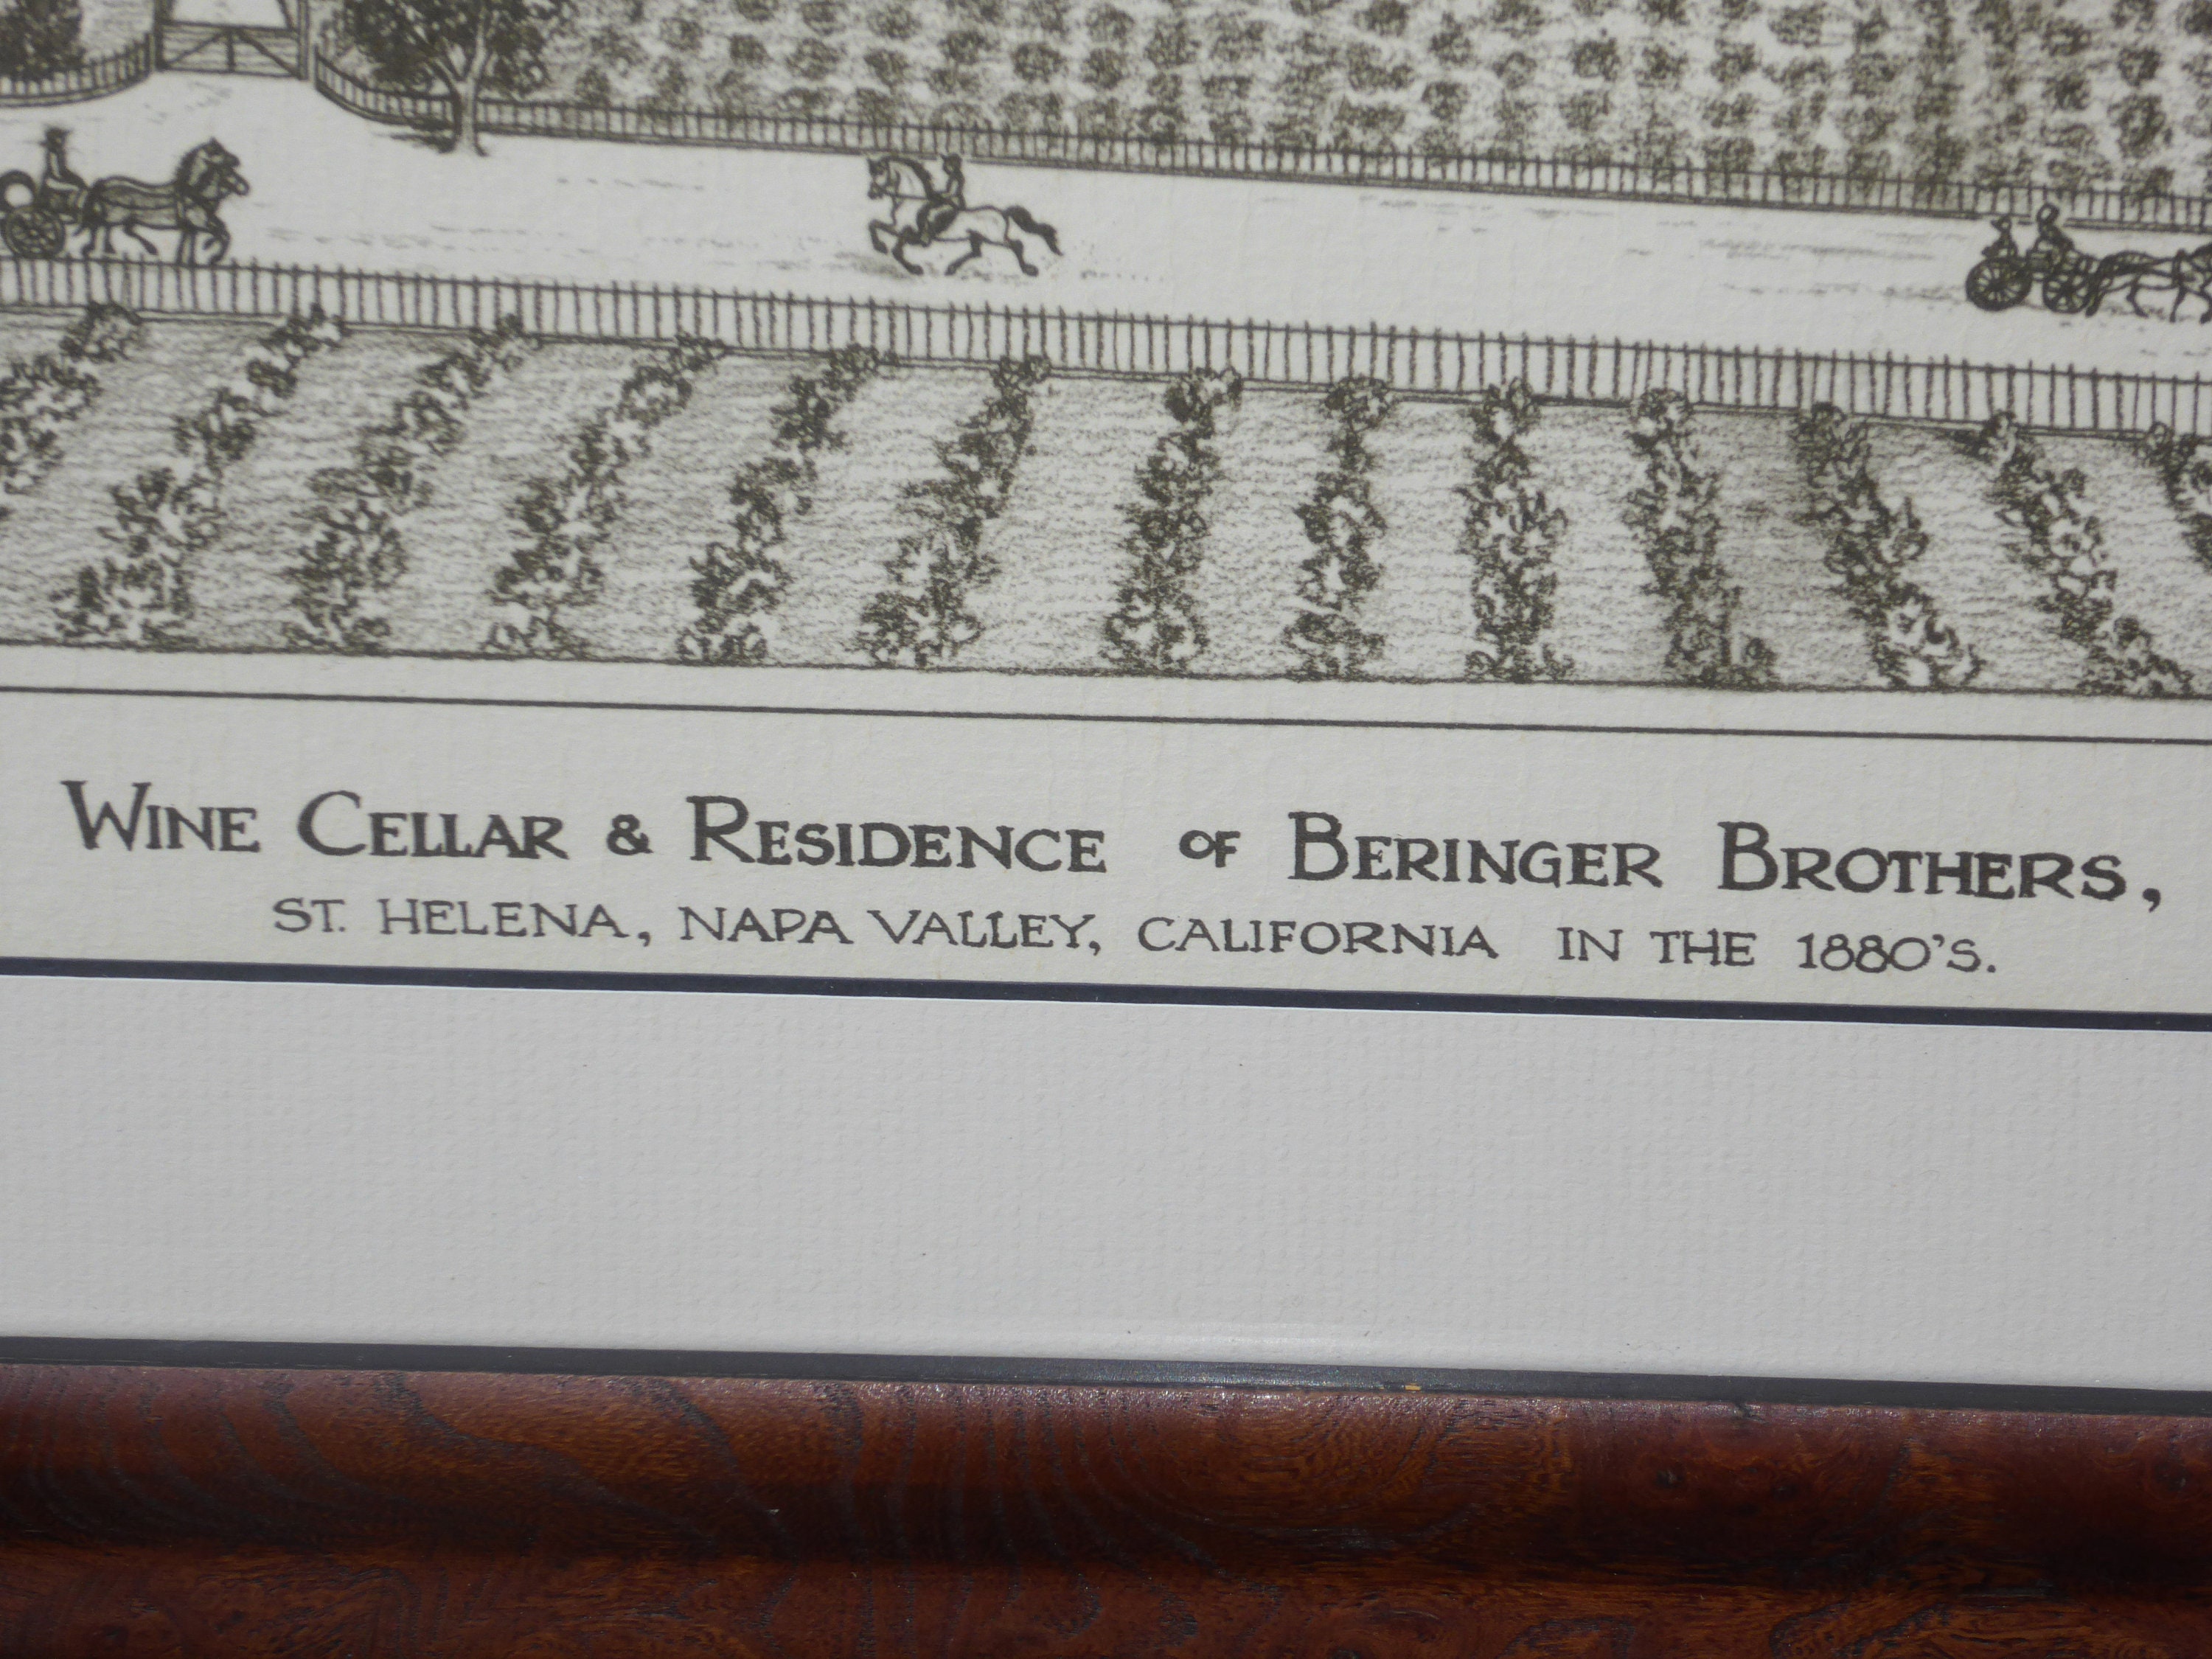 WINE CELLAR & RESIDENCE OF BERINGER BROTHERS,
ST. HELENA, NAPA VALLEY, CALIFORNIA IN THE 1880'S.